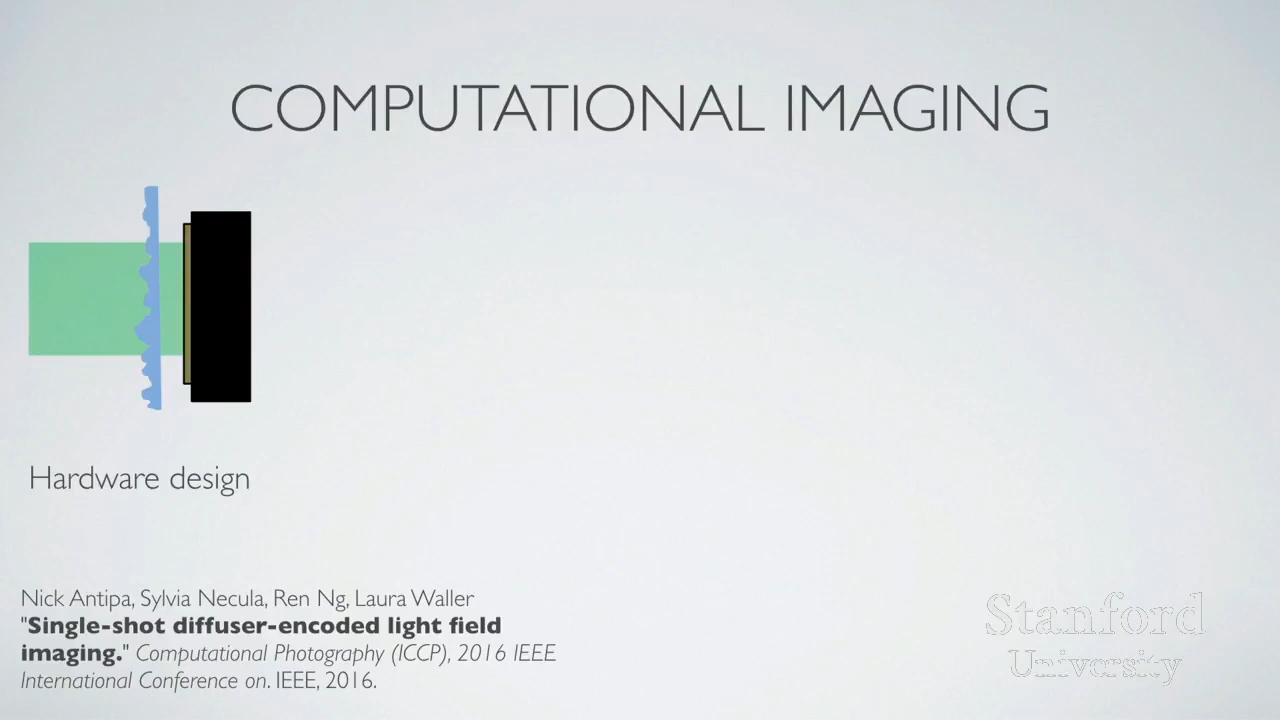 COMPUTATIONAL IMAGING
Hardware design
Nick Antipa, Sylvia Necula, Ren Ng, Laura Waller
"Single-shot diffuser-encoded light field
imaging." Computational Photography (ICCP), 2016 IEEE
International Conference on. IEEE, 2016.
Stanford
University